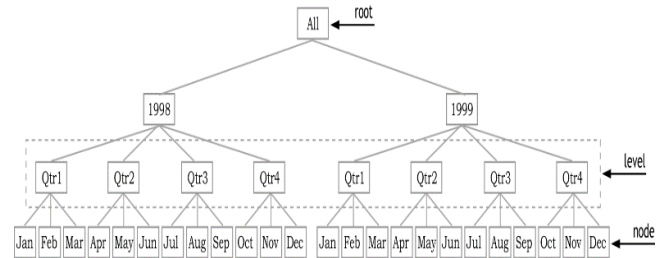 All root
1998 1999
Qtr1 Qtr2 Qtr3 Qtr4 Qtr1 Qtr2 Qtr3 Qtr4 level
Jan Feb Mar Apr May Jun Jul Aug Sep Oct Nov Dec Jan Feb Mar Apr May Jun Jul Aug Sep Oct Nov Dec node